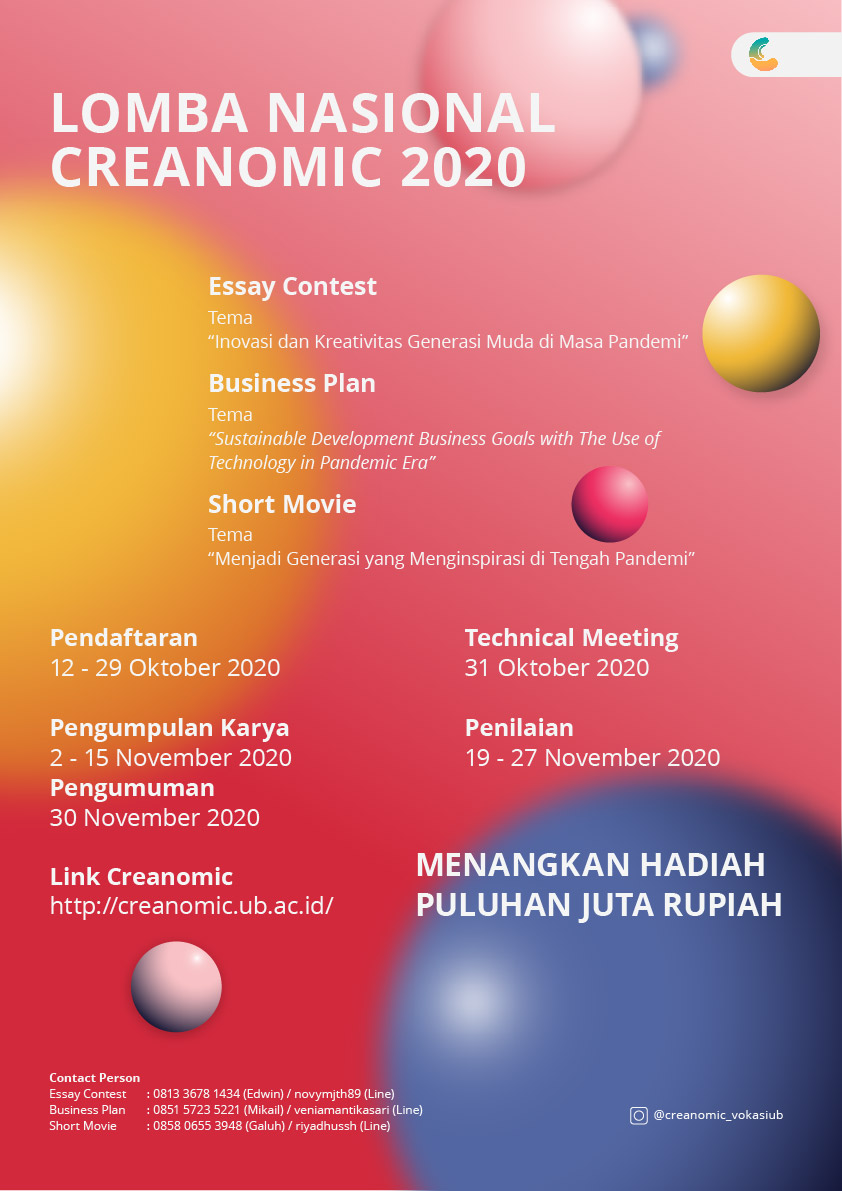 LOMBA NASIONAL
CREANOMIC 2020
Essay Contest
Tema
“Inovasi dan Kreativitas Generasi Muda di Masa Pandemi”
Business Plan
Tema
“Sustainable Development Business Goals with The Use of
Technology in Pandemic Era”
Short Movie
Tema
“Menjadi Generasi yang Menginspirasi di Tengah Pandemi”
Pendaftaran
12 - 29 Oktober 2020
Technical Meeting
31 Oktober 2020
Pengumpulan Karya
2 - 15 November 2020
Penilaian
19 - 27 November 2020
Pengumuman
30 November 2020
Link Creanomic
http://creanomic.ub.ac.id/
MENANGKAN HADIAH
PULUHAN JUTA RUPIAH
Contact Person
Essay Contest : 0813 3678 1434 (Edwin) / novymjth89 (Line)
Business Plan : 0851 5723 5221 (Mikail) / veniamantikasari (Line)
Short Movie : 0858 0655 3948 (Galuh) / riyadhussh (Line)
@creanomic_vokasiub